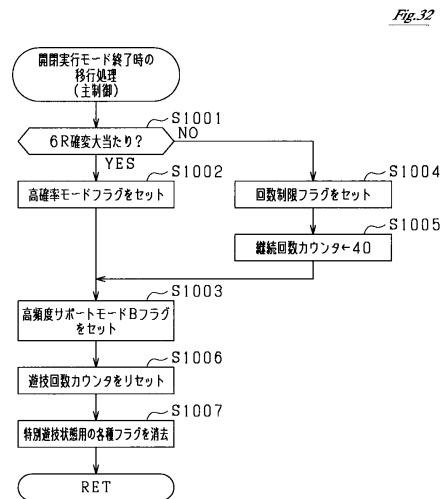 Fig.32
開閉実行モード終了時の
移行処理
(主制御)
S1001
6R確変大当たり?
NO
YES
S1002
高確率モードフラグをセット
S1004
回数制限フラグをセット
S1005
継続回数カウンタ←40
S1003
高頻度サポートモードBフラグ
をセット
S1006
遊技回数カウンタをリセット
S1007
特別遊技状態用の各種フラグを消去
RET